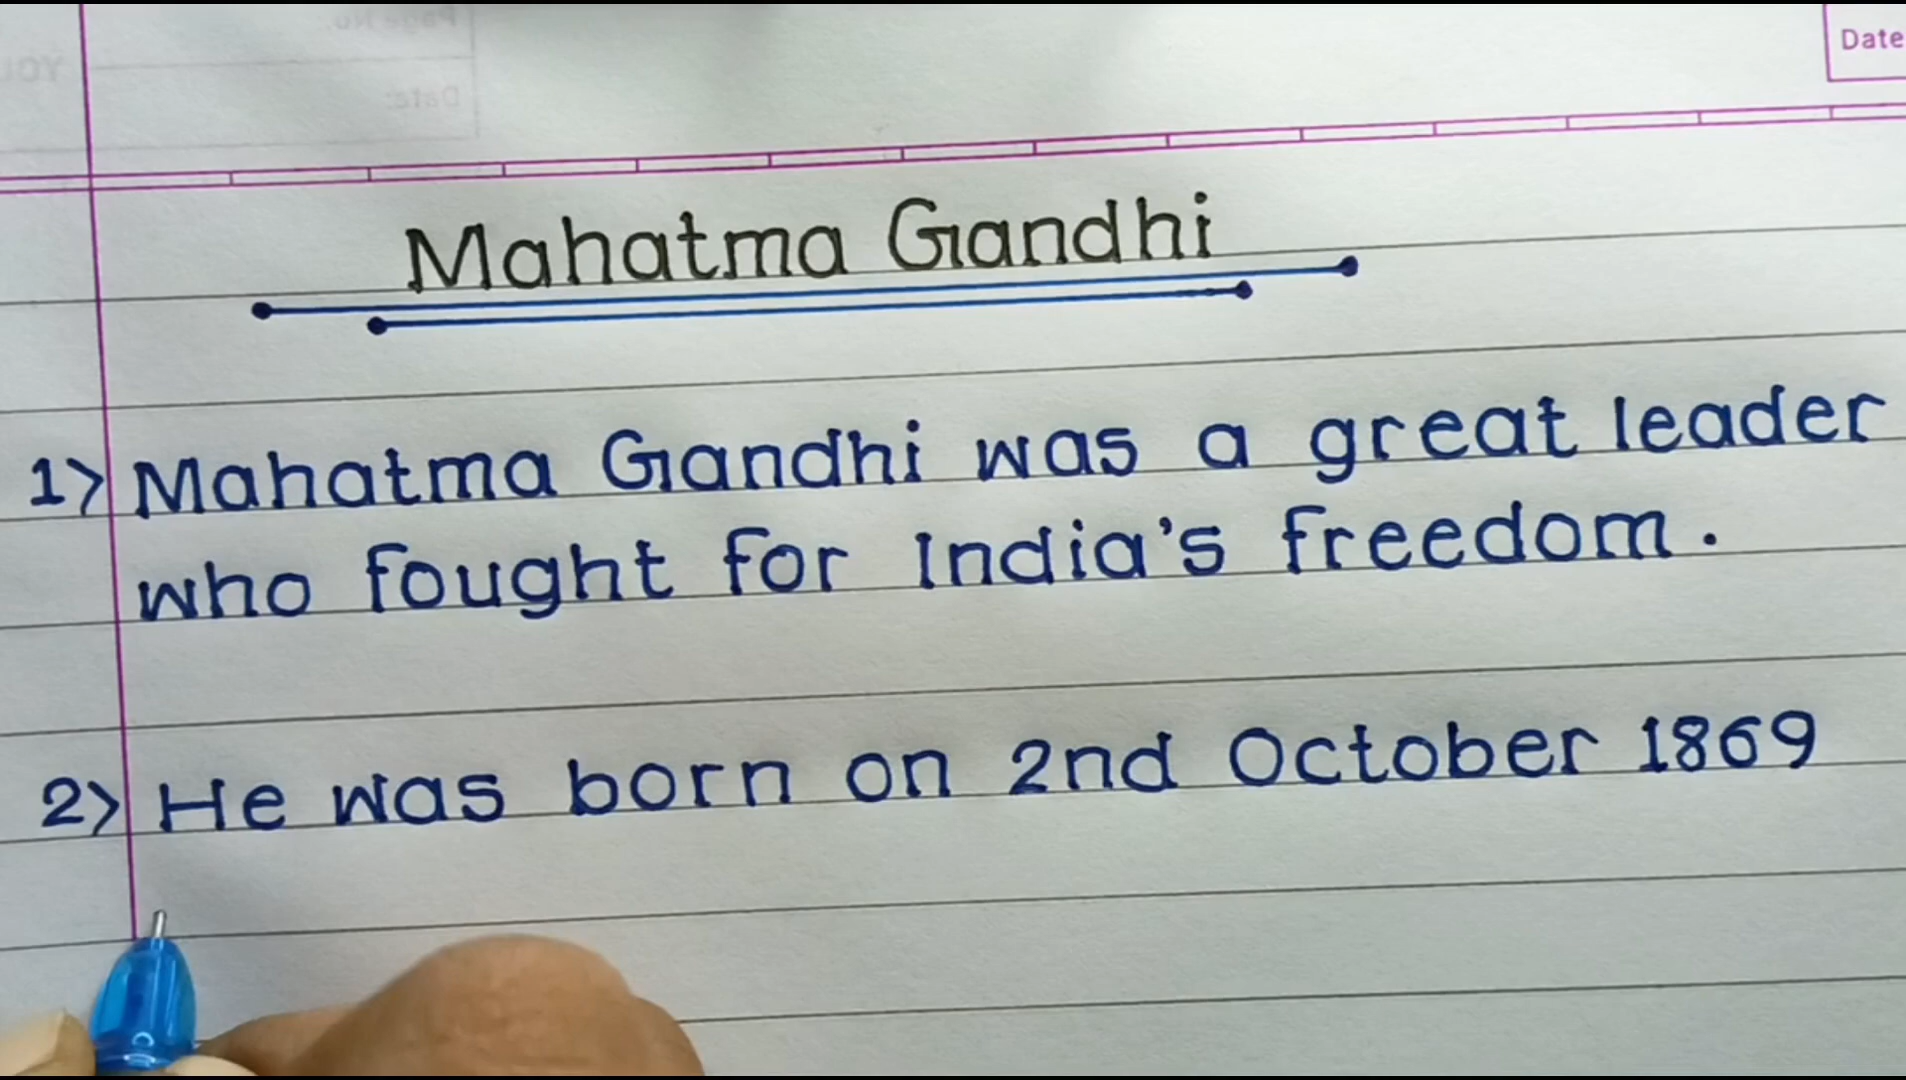 Date
Mahatma Gandhi
1) Mahatma Gandhi was a great leader
who fought for India's freedom.
2) He was born on 2nd October 1869